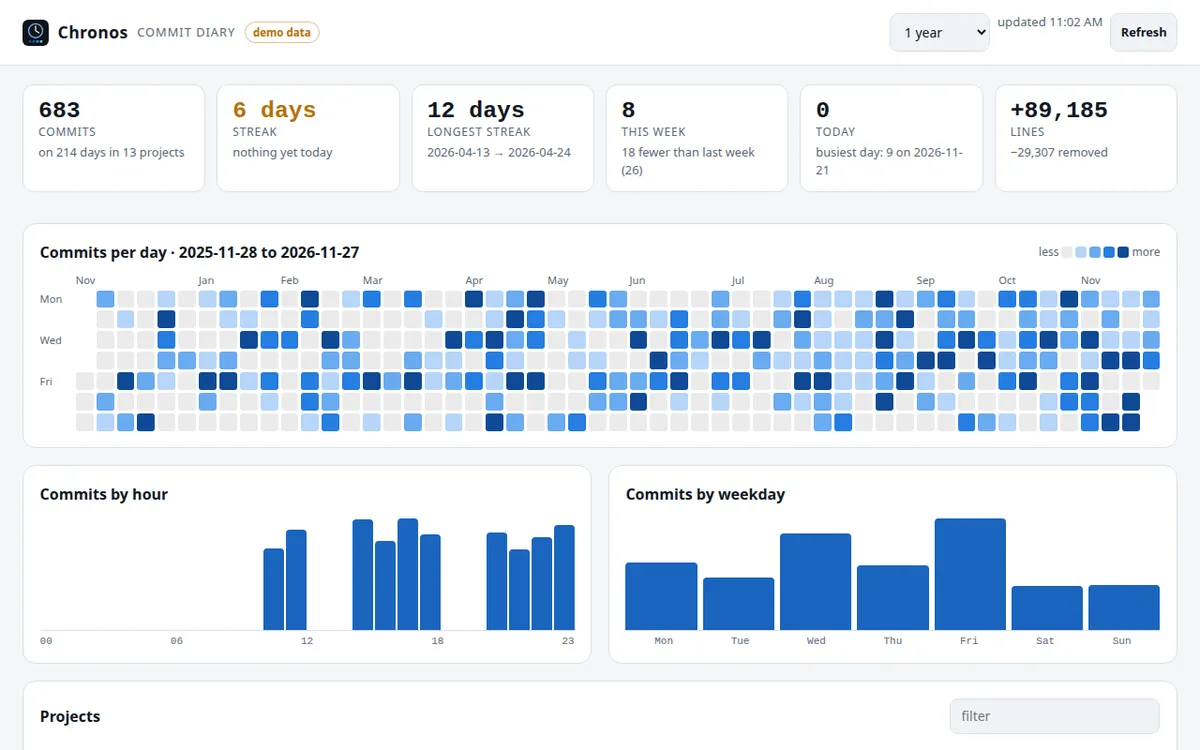 Chronos COMMIT DIARY demo data 1 year updated 11:02 AM Refresh
683
COMMITS
on 214 days in 13 projects
6 days
STREAK
nothing yet today
12 days
LONGEST STREAK
2026-04-13 → 2026-04-24
8
THIS WEEK
18 fewer than last week
(26)
0
TODAY
busiest day: 9 on 2026-11-
21
+89,185
LINES
−29,307 removed
Commits per day · 2025-11-28 to 2026-11-27
less more
Nov Jan Feb Mar Apr May Jun Jul Aug Sep Oct Nov
Mon
Wed
Fri
Commits by hour
00 06 12 18 23
Commits by weekday
Mon Tue Wed Thu Fri Sat Sun
Projects
filter